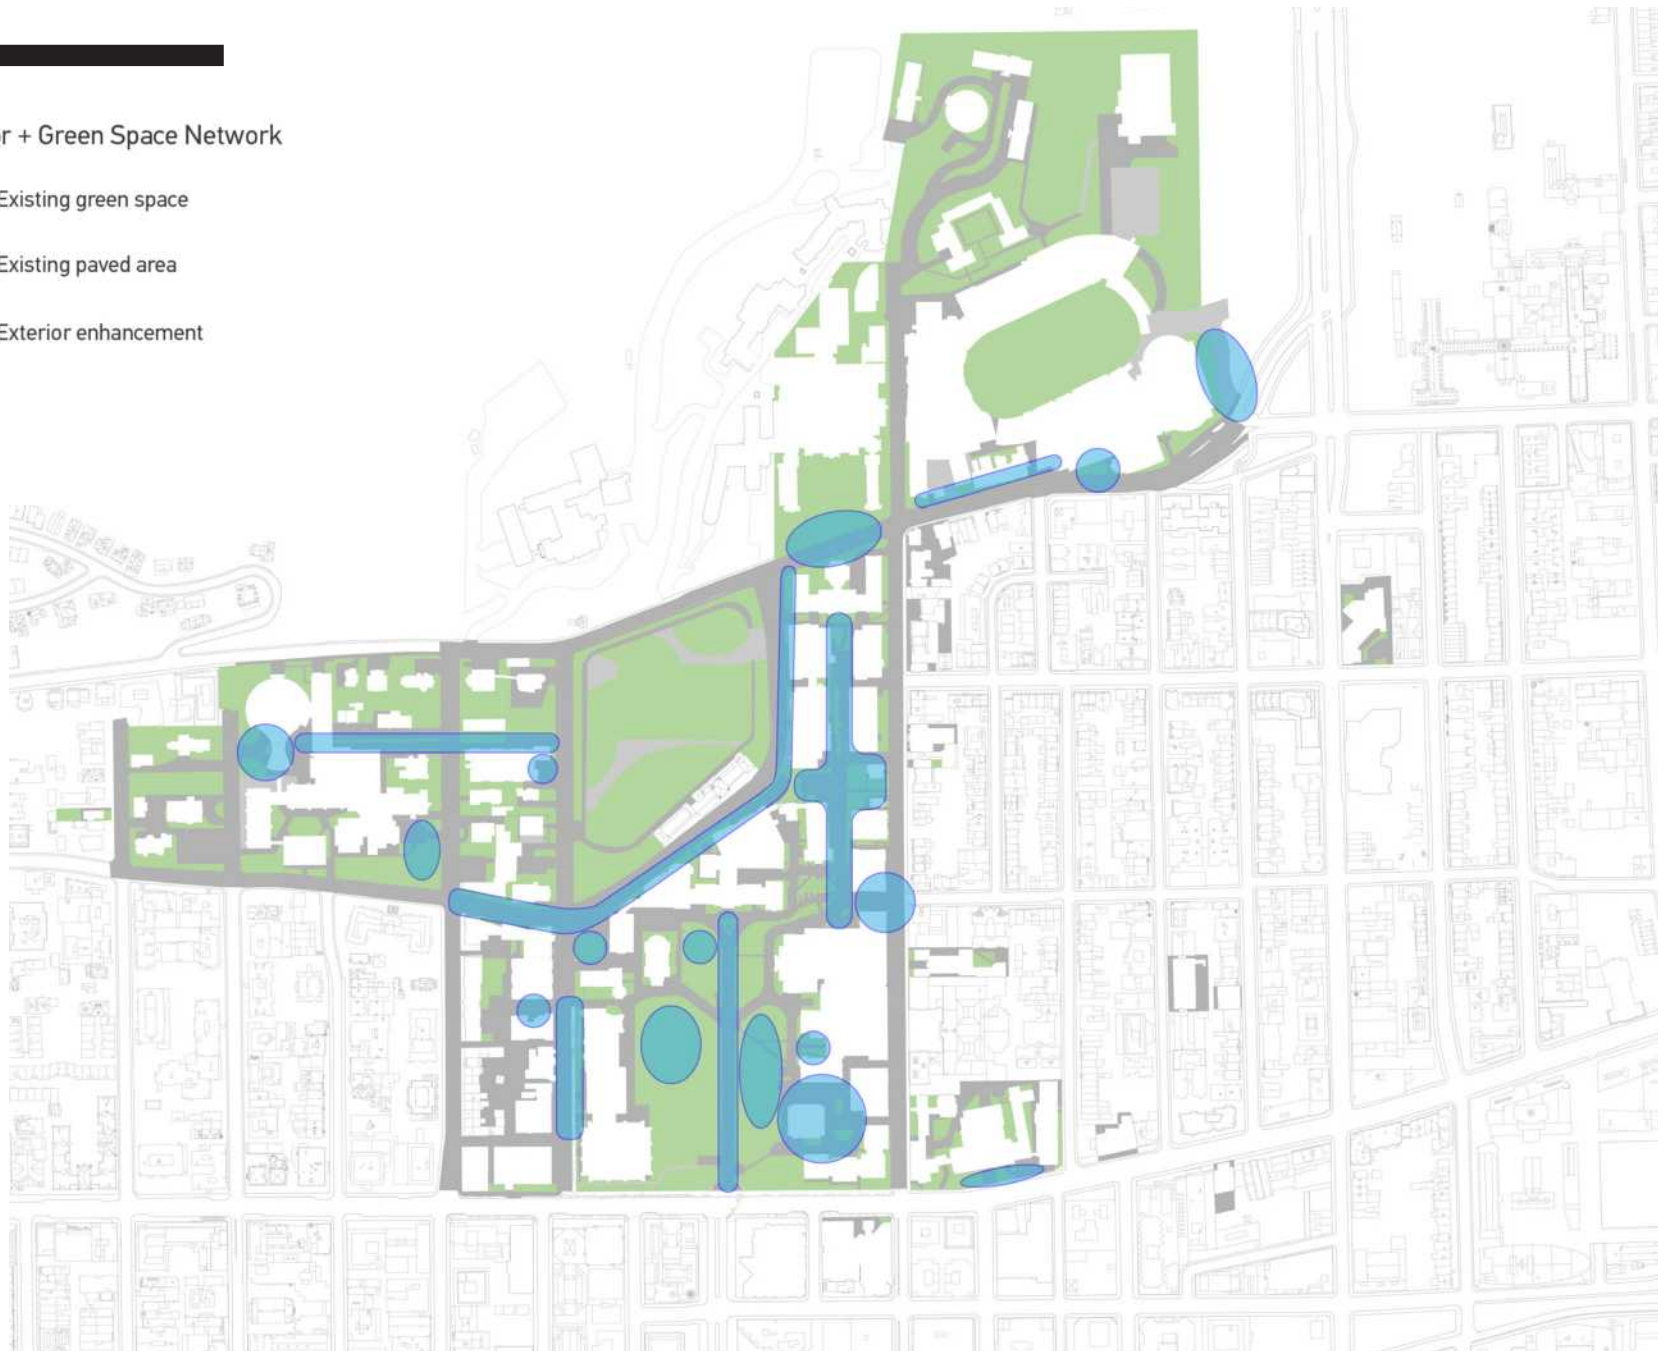 r + Green Space Network
Existing green space
Existing paved area
Exterior enhancement